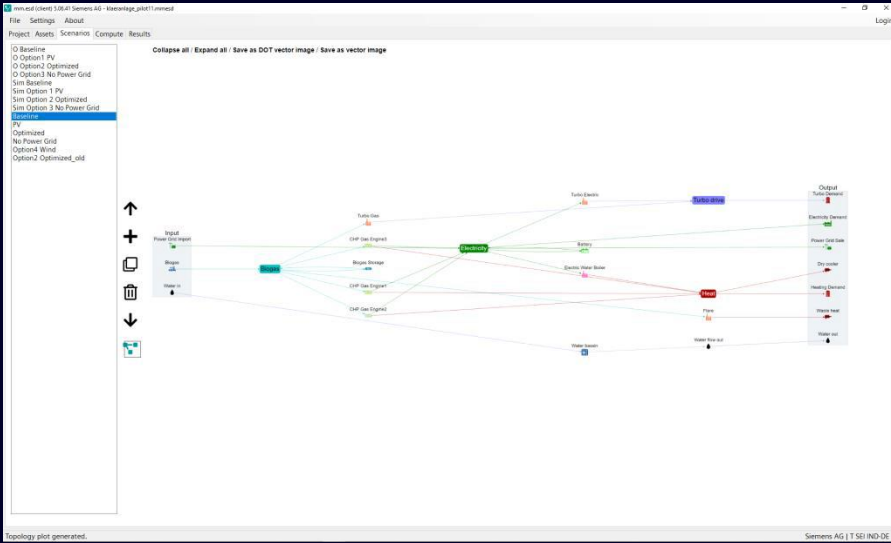 mm.esd (client) 5.06.41 Siemens AG - klaeranlage_pilot11.mmesd
File Settings About
Login
Project Assets Scenarios Compute Results
O Baseline
O Option1 PV
O Option2 Optimized
O Option3 No Power Grid
Sim Baseline
Sim Option 1 PV
Sim Option 2 Optimized
Sim Option 3 No Power Grid
Baseline
PV
Optimized
No Power Grid
Option4 Wind
Option2 Optimized_old
Collapse all / Expand all / Save as DOT vector image / Save as vector image
Input
Power Grid Import
Biogas
Water in
Biogas
Turbo Gas
CHP Gas Engine3
Biogas Storage
CHP Gas Engine1
CHP Gas Engine2
Electricity
Turbo Electric
Battery
Electric Water Boiler
Water basen
Turbo drive
Heat
Flare
Water flow out
Output
Turbo Demand
Electricity Demand
Power Grid Sale
Dry cooler
Heating Demand
Waste heat
Water out
Topology plot generated.
Siemens AG | T SEI IND-DE